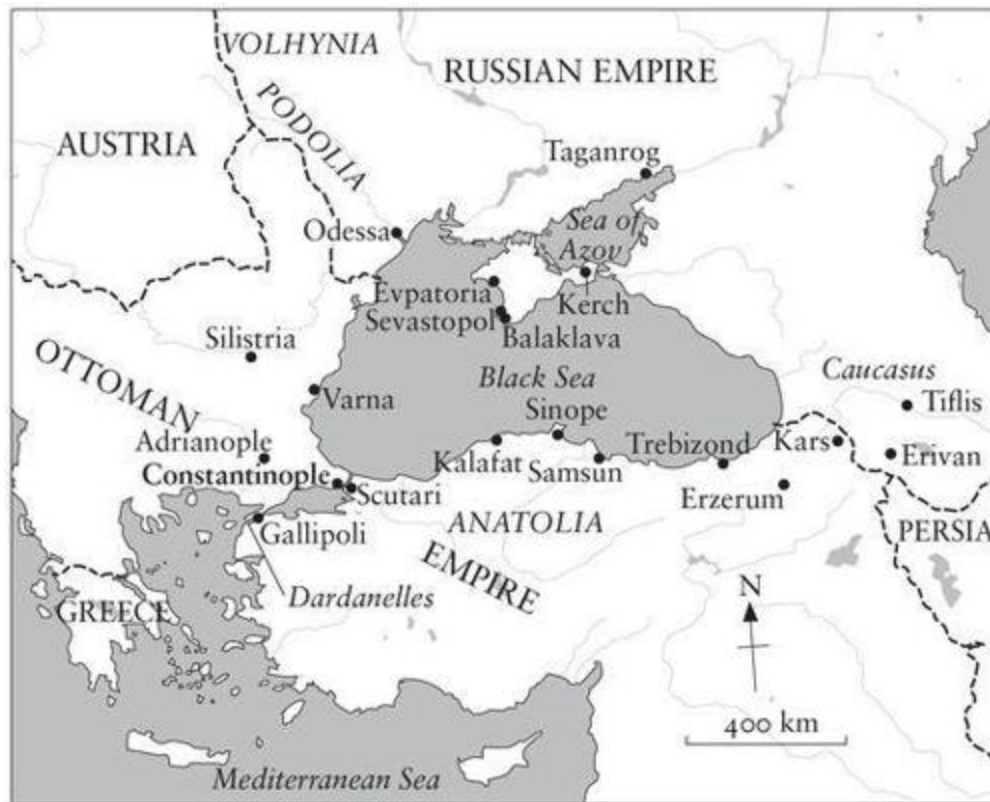 VOLHYNIA
RUSSIAN EMPIRE
PODOLIA
AUSTRIA
Taganrog
Odessa
Sea of
Azov
Evpatoria
Kerch
Sevastopol
Balaklava
Silistria
OTTOMAN
Black Sea
Caucasus
Varna
Sinope
Tiflis
Adrianople
Kalafat
Samsun
Trebizond
Kars
Erivan
Constantinople
Scutari
Erzerum
Gallipoli
ANATOLIA
PERSIA
EMPIRE
Dardanelles
GREECE
N
400 km
Mediterranean Sea